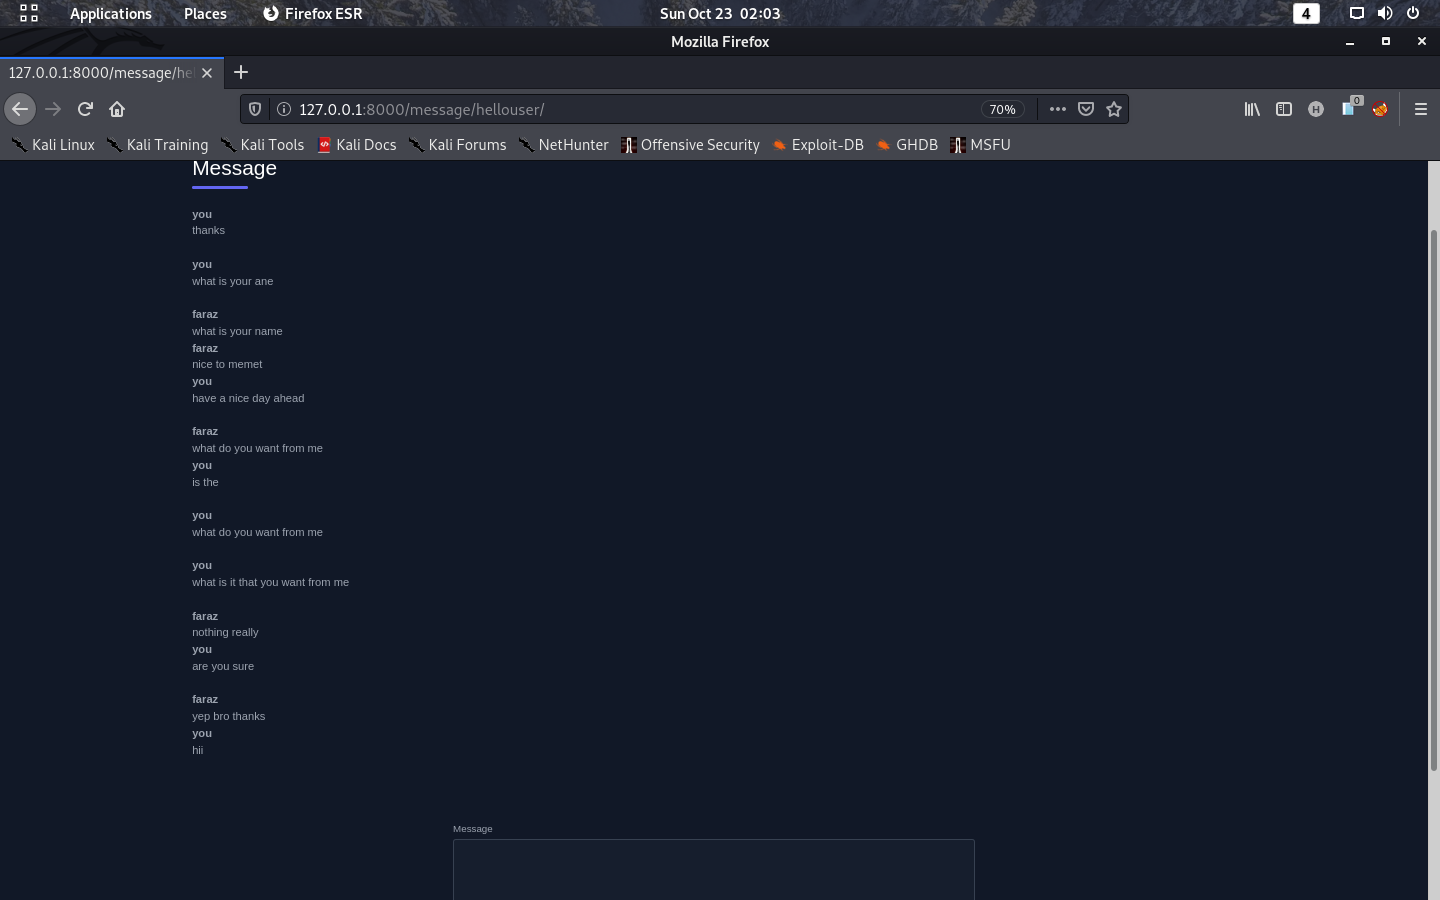 Applications Places Firefox ESR Sun Oct 23 02:03 4
Mozilla Firefox
127.0.0.1:8000/message/he
127.0.0.1:8000/message/hellouser/ 70% H 0
Kali Linux Kali Training Kali Tools Kali Docs Kali Forums NetHunter Offensive Security Exploit-DB GHDB MSFU
Message
you
thanks
you
what is your ane
faraz
what is your name
faraz
nice to memet
you
have a nice day ahead
faraz
what do you want from me
you
is the
you
what do you want from me
you
what is it that you want from me
faraz
nothing really
you
are you sure
faraz
yep bro thanks
you
hii
Message